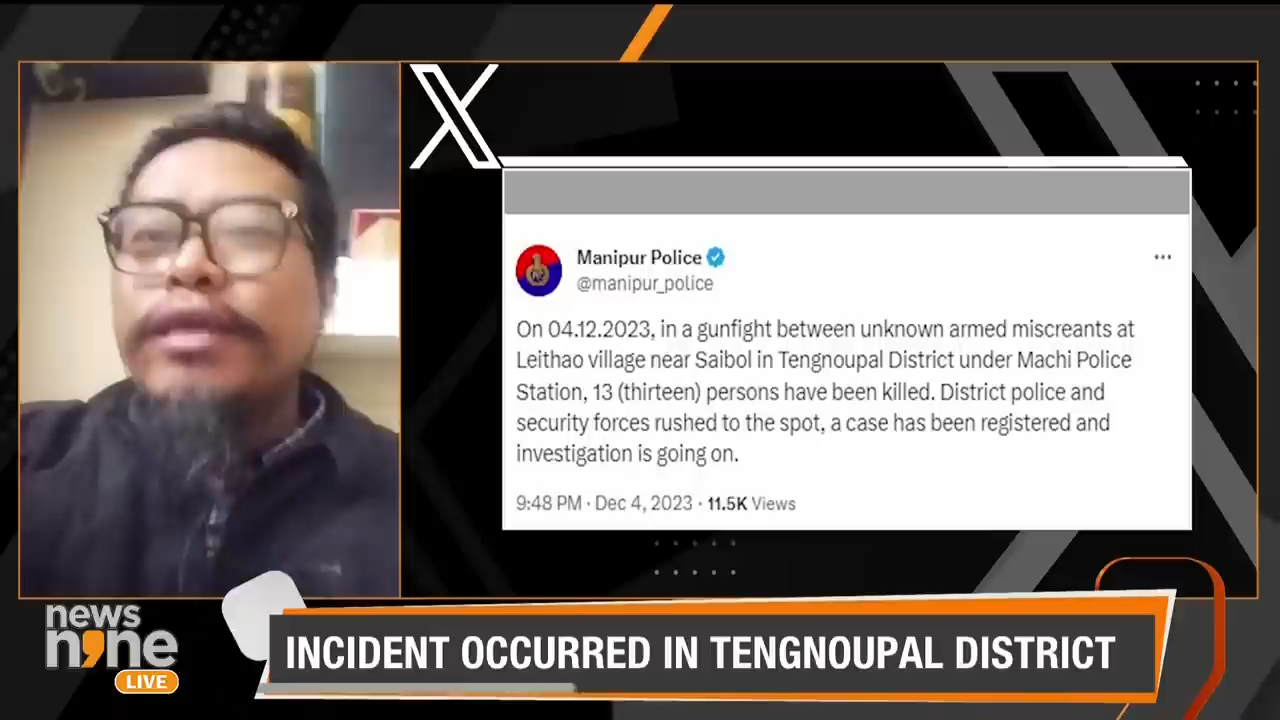 Manipur Police
@manipur_police
On 04.12.2023, in a gunfight between unknown armed miscreants at
Leithao village near Saibol in Tengnoupal District under Machi Police
Station, 13 (thirteen) persons have been killed. District police and
security forces rushed to the spot, a case has been registered and
investigation is going on.
9:48 PM · Dec 4, 2023 · 11.5K Views
news
nine
LIVE
INCIDENT OCCURRED IN TENGNOUPAL DISTRICT